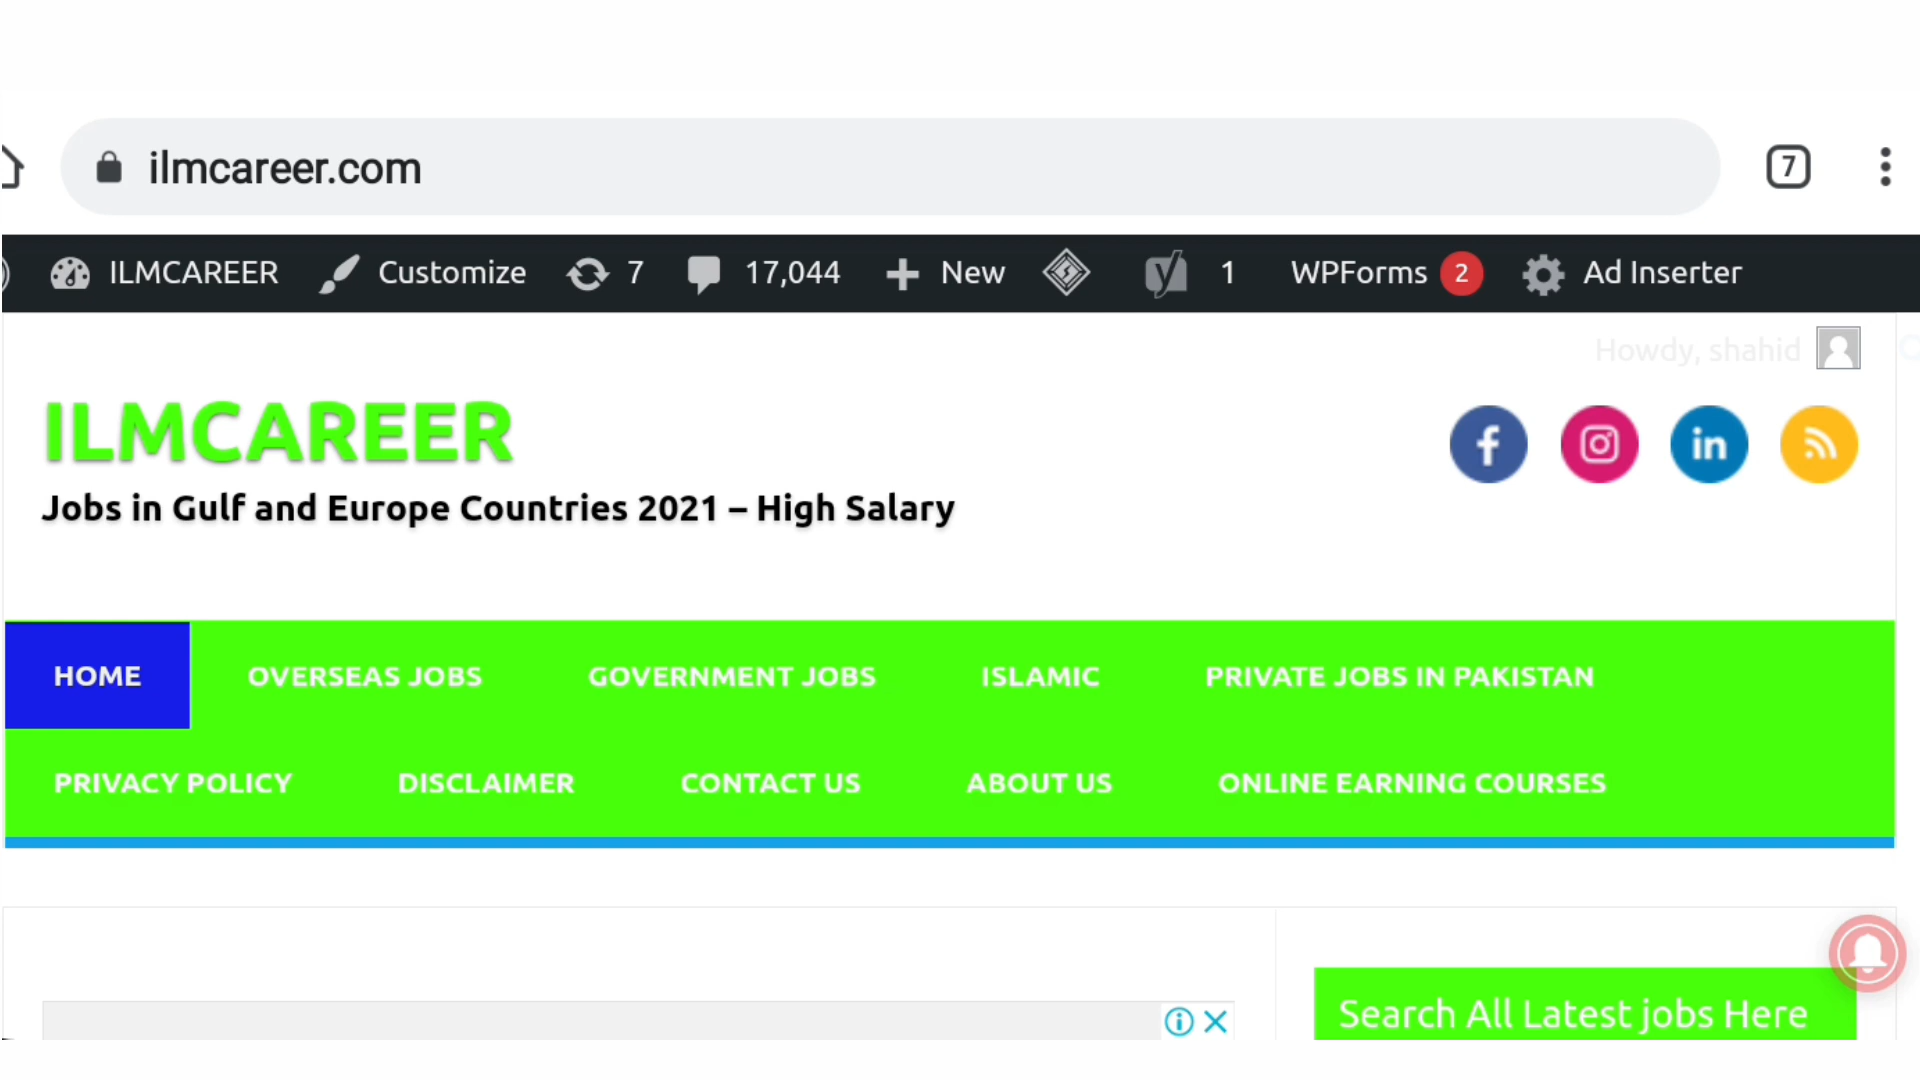 ilmcareer.com
7
ILMCAREER Customize 7 17,044 New 1 WPForms 2 Ad Inserter
Howdy, shahid
ILMCAREER
Jobs in Gulf and Europe Countries 2021 – High Salary
HOME OVERSEAS JOBS GOVERNMENT JOBS ISLAMIC PRIVATE JOBS IN PAKISTAN
PRIVACY POLICY DISCLAIMER CONTACT US ABOUT US ONLINE EARNING COURSES
Search All Latest jobs Here